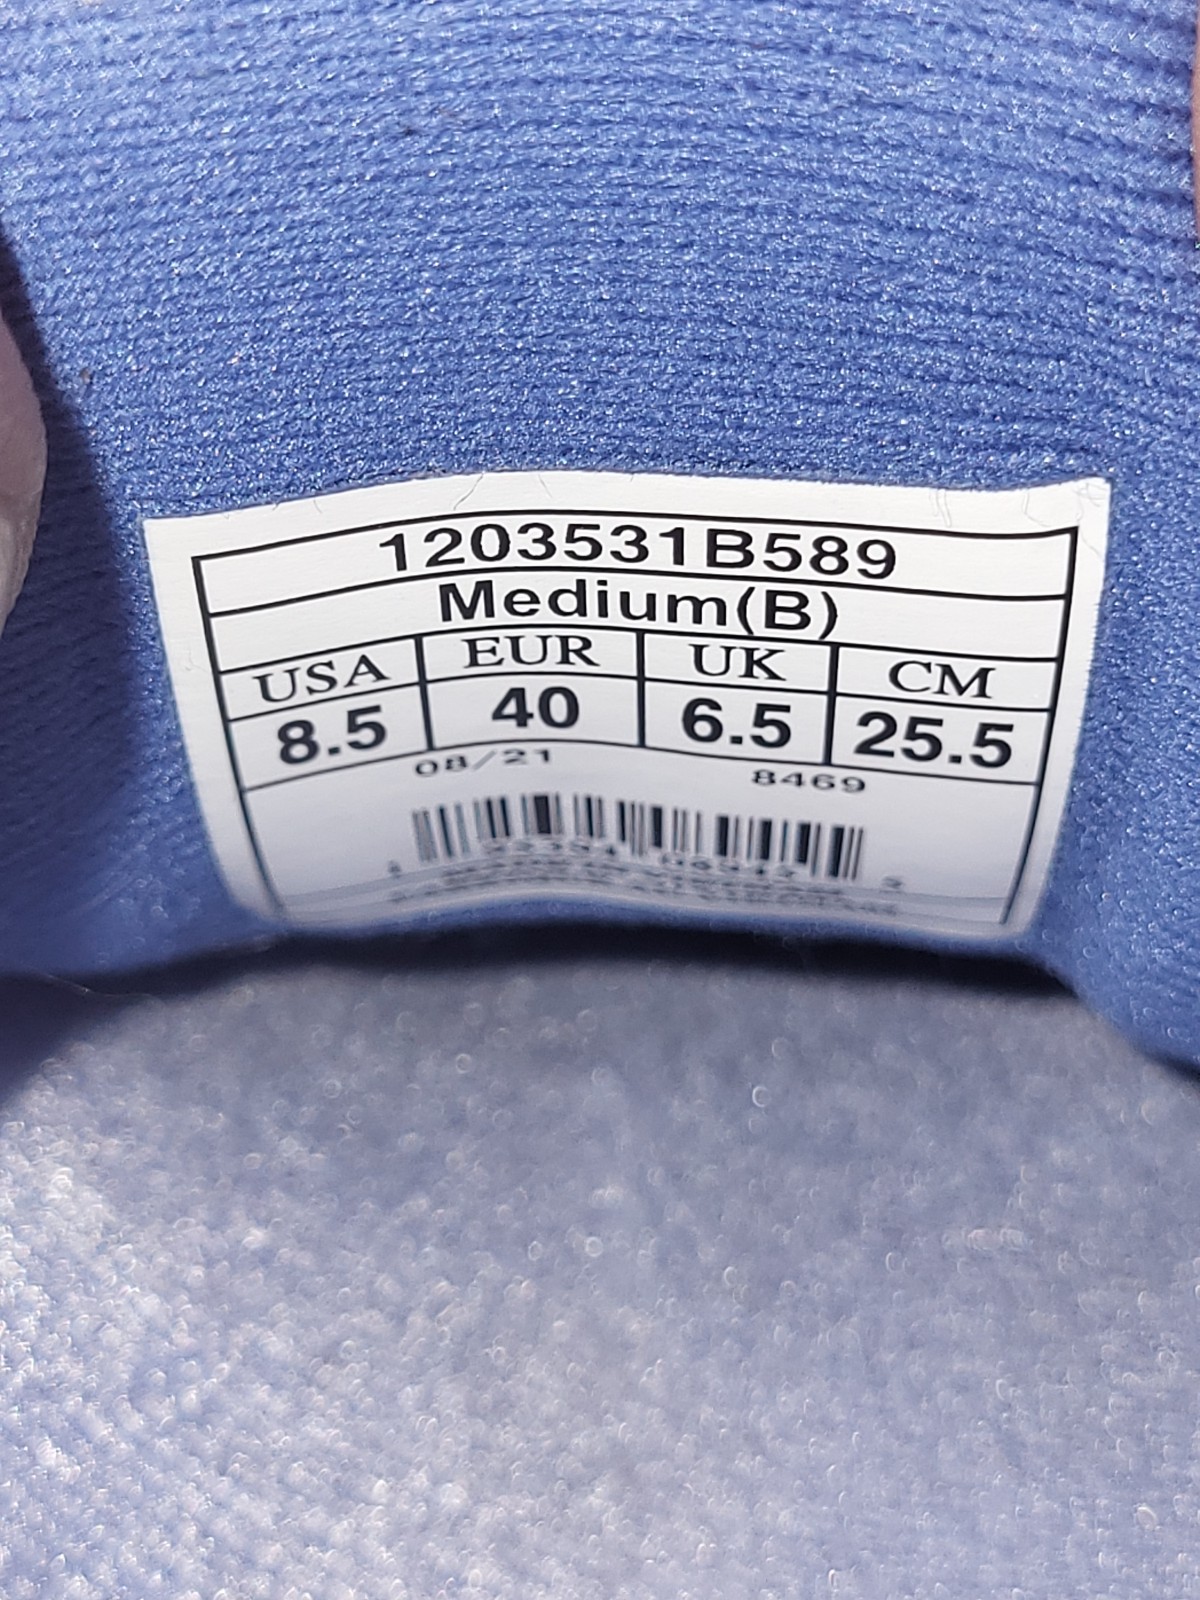 1203531B589
Medium(B)
USA EUR UK CM
8.5 40 6.5 25.5
08/21 8469